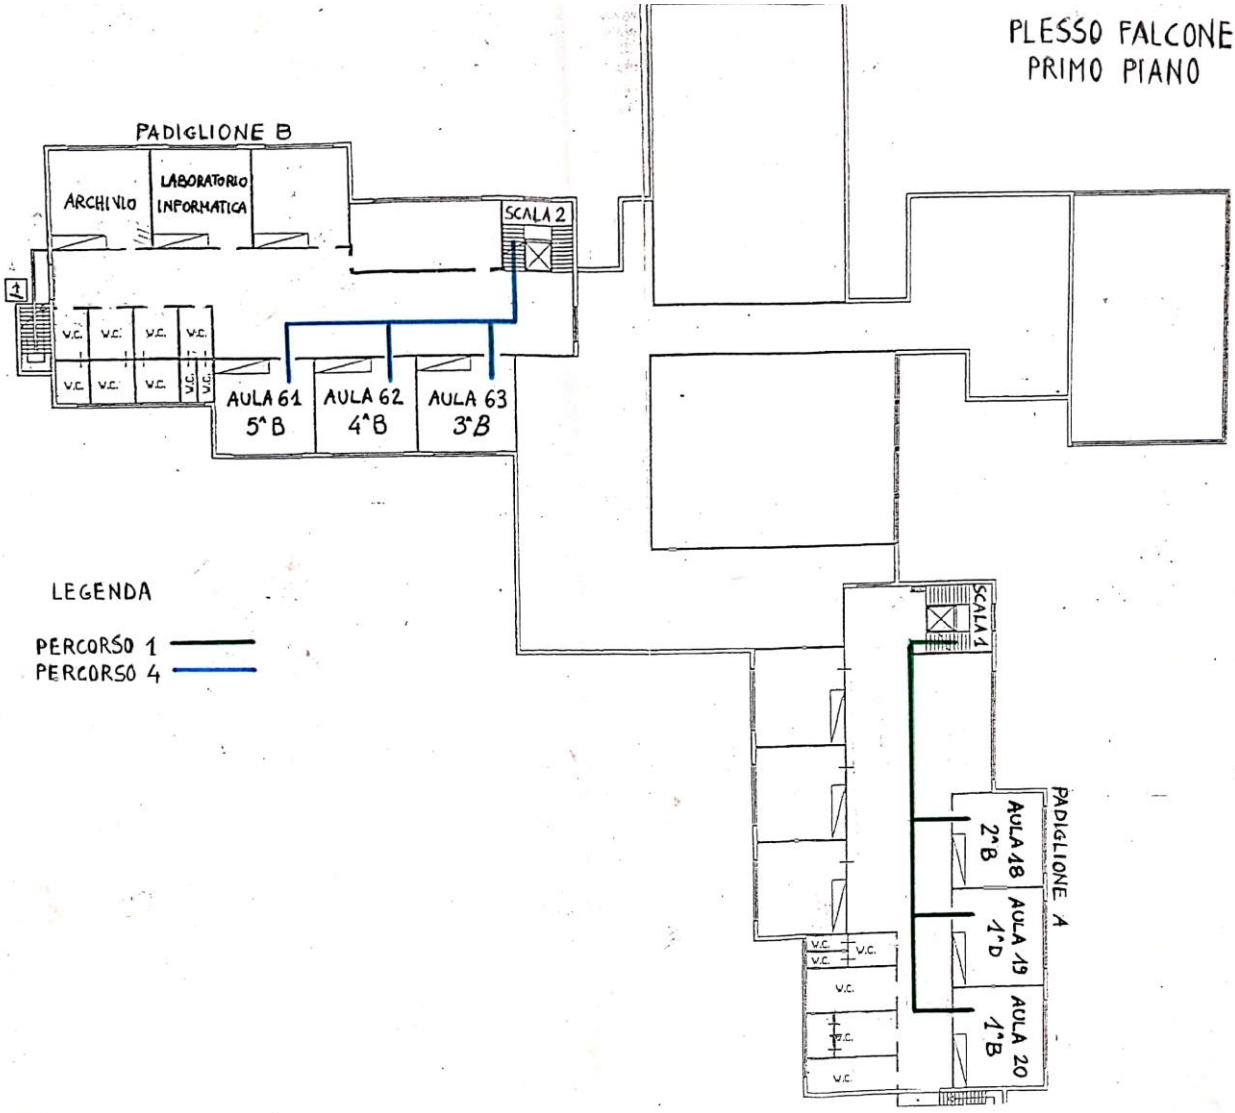 PLESSO FALCONE
PRIMO PIANO
PADIGLIONE B
ARCHIVIO
LABORATORIO
INFORMATICA
SCALA 2
W.C.
W.C.
W.C.
W.C.
W.C.
W.C.
W.C.
W.C.
W.C.
AULA 61
5^B
AULA 62
4^B
AULA 63
3^B
LEGENDA
PERCORSO 1
PERCORSO 4
SCALA 1
PADIGLIONE A
AULA 18
2^B
AULA 19
1^D
AULA 20
1^B
W.C.
W.C.
W.C.
W.C.
W.C.
W.C.